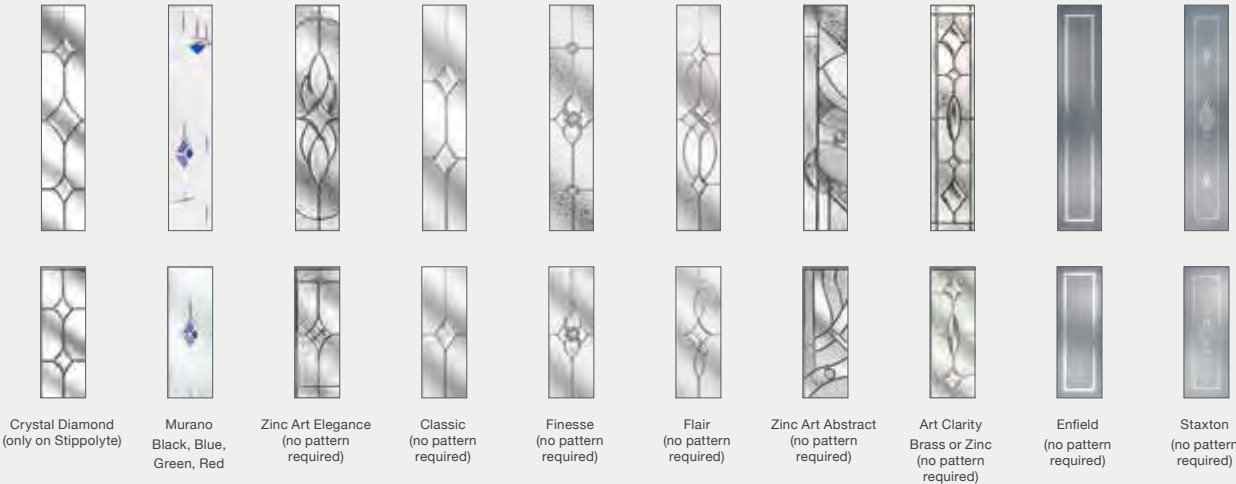 Crystal Diamond
(only on Stippolyte)
Murano
Black, Blue,
Green, Red
Zinc Art Elegance
(no pattern
required)
Classic
(no pattern
required)
Finesse
(no pattern
required)
Flair
(no pattern
required)
Zinc Art Abstract
(no pattern
required)
Art Clarity
Brass or Zinc
(no pattern
required)
Enfield
(no pattern
required)
Staxton
(no pattern
required)